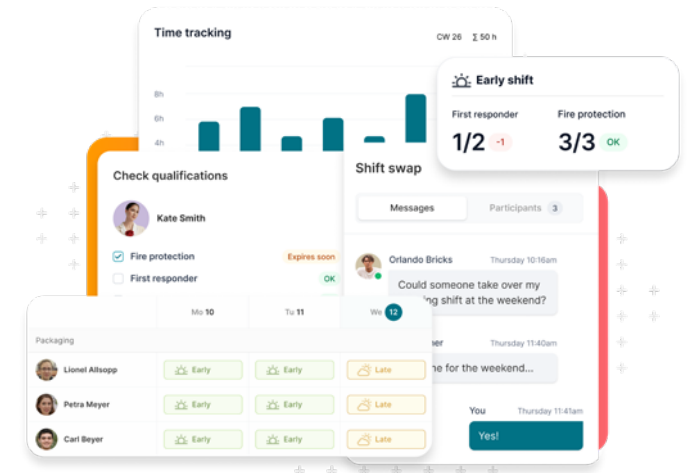 Time tracking
CW 26 Σ 50 h
8h
6h
4h
Early shift
First responder Fire protection
1/2 -1 3/3 OK
Check qualifications
Kate Smith
Fire protection Expires soon
First responder OK
Shift swap
Messages Participants 3
Orlando Bricks Thursday 10:16am
Could someone take over my
shift at the weekend?
Thursday 11:40am
for the weekend...
You Thursday 11:41am
Yes!
Mo 10 Tu 11 We 12
Packaging
Lionel Allsopp Early Early Late
Petra Meyer Early Early Late
Carl Beyer Early Early Late